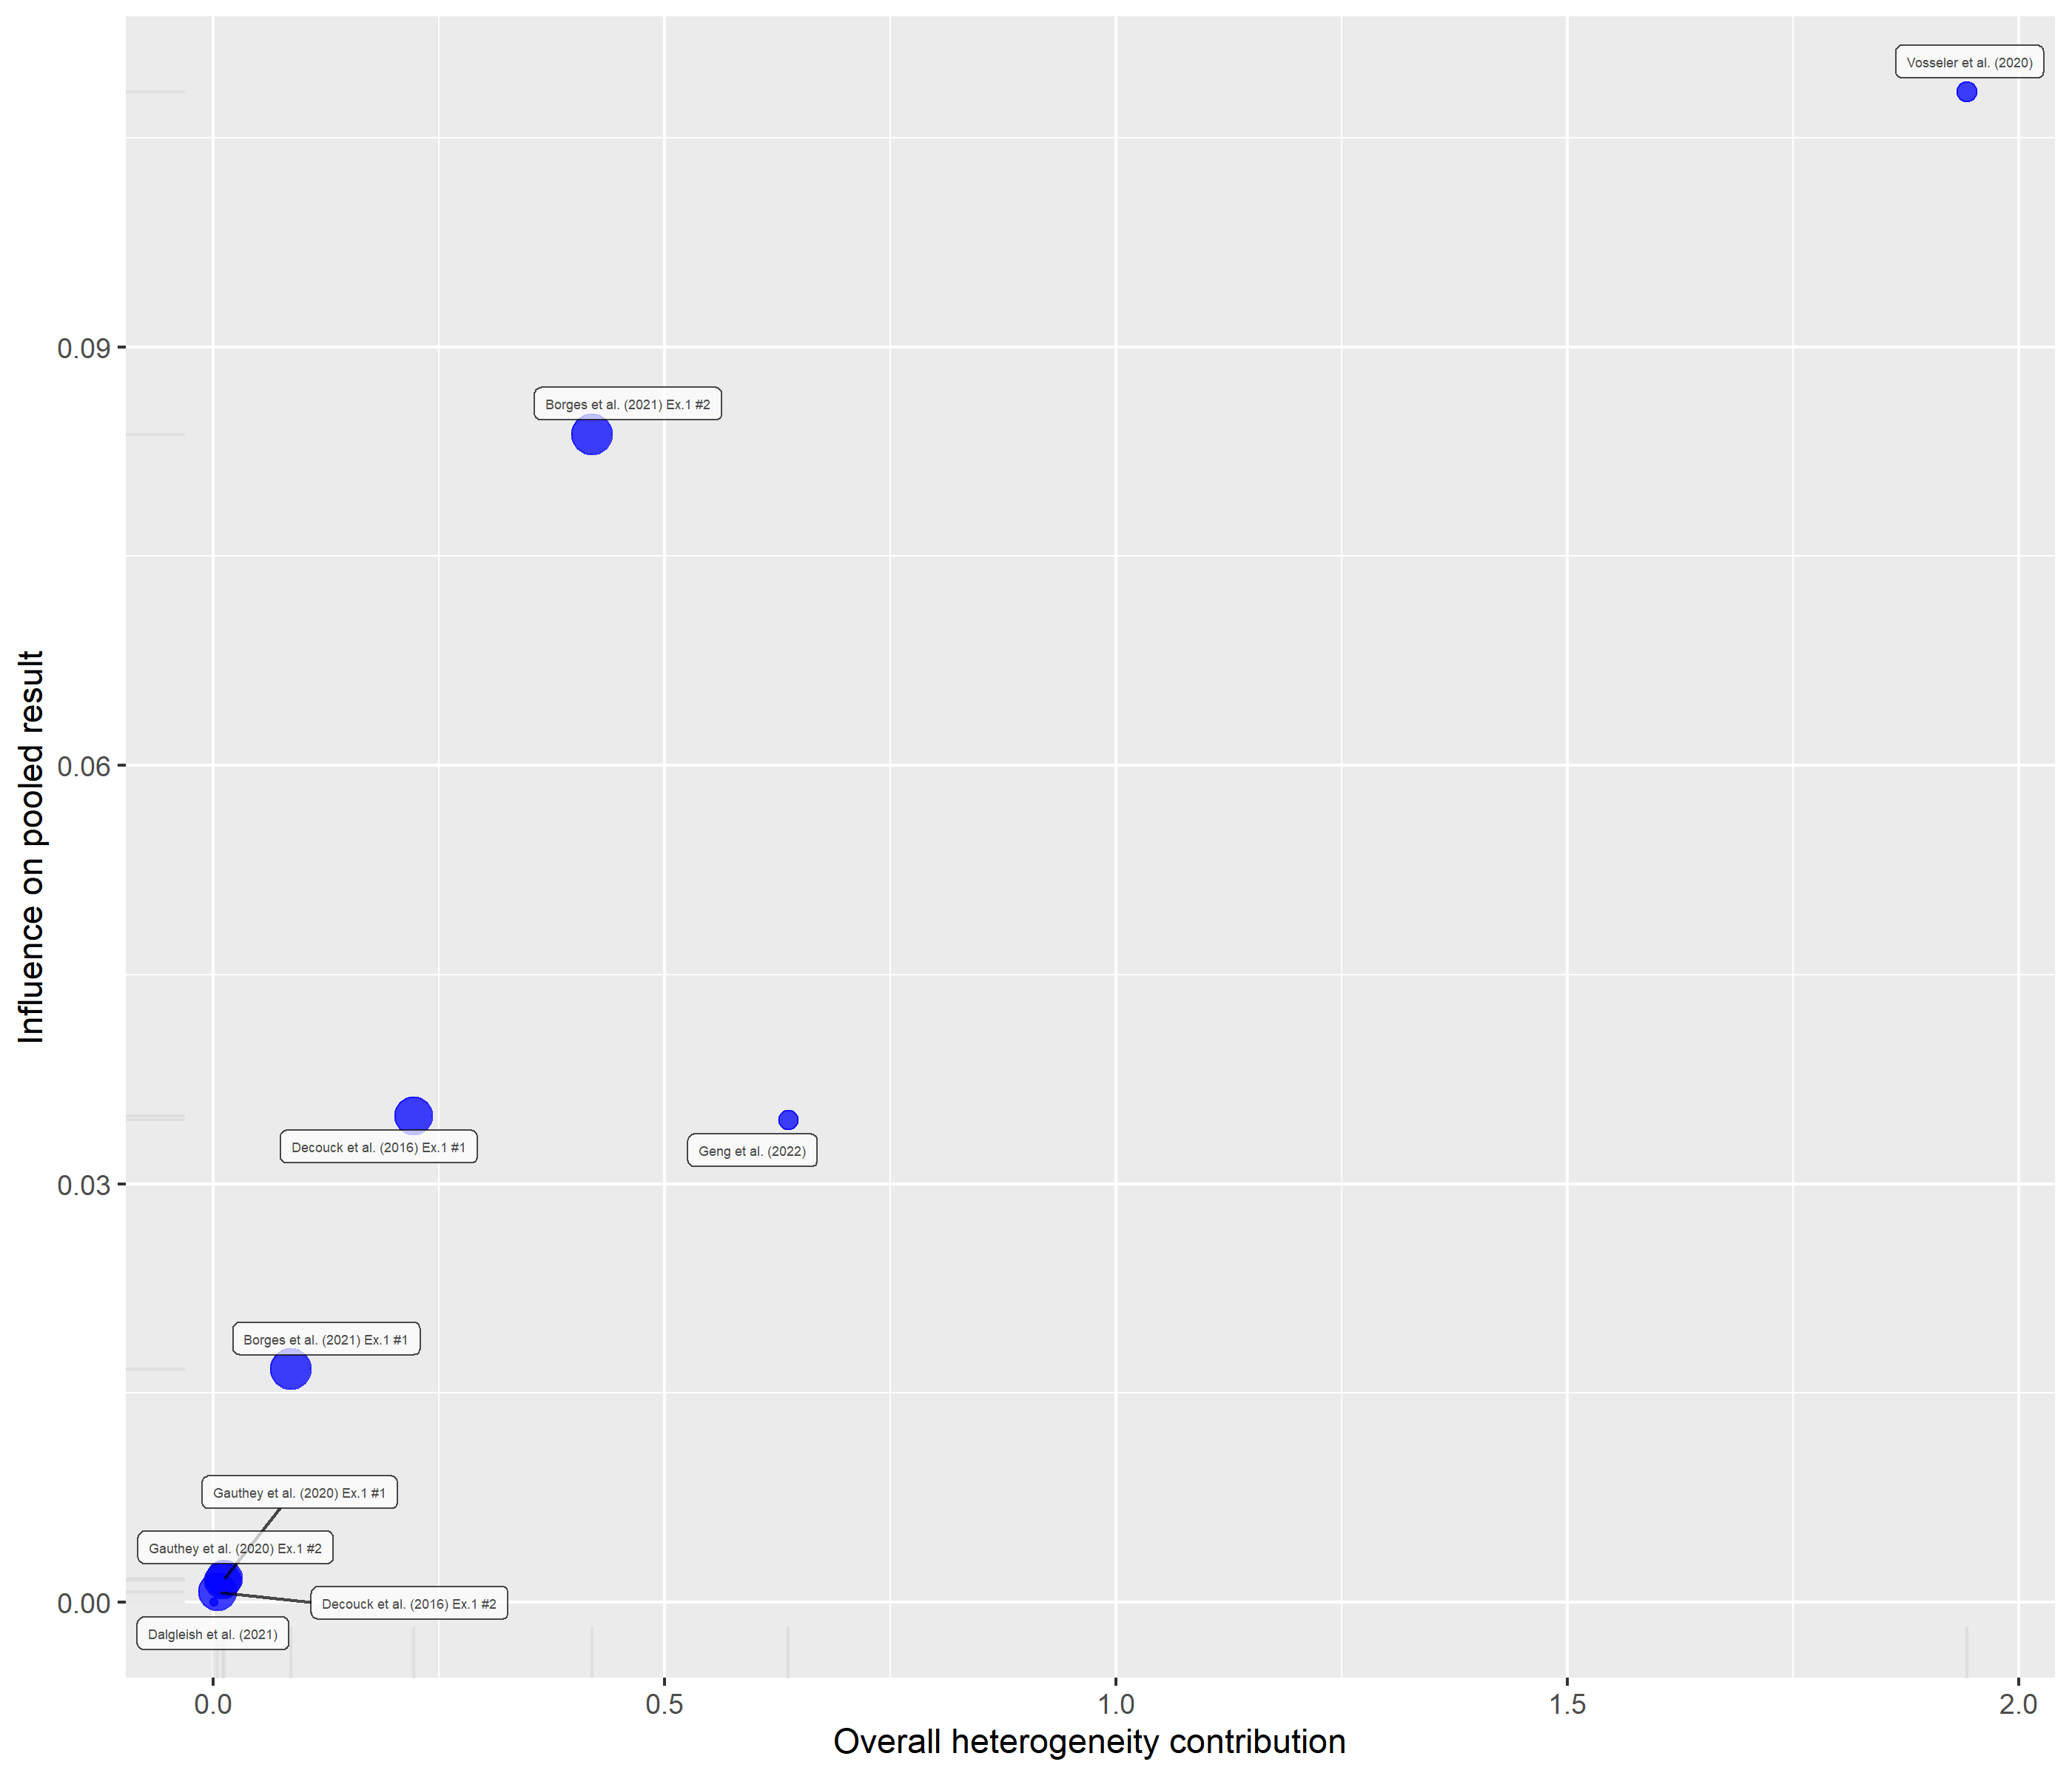 Vosseler et al. (2020)
0.09
Borges et al. (2021) Ex.1 #2
0.06
Influence on pooled result
Decouck et al. (2016) Ex.1 #1
Geng et al. (2022)
0.03
Borges et al. (2021) Ex.1 #1
Gauthey et al. (2020) Ex.1 #1
Gauthey et al. (2020) Ex.1 #2
0.00
Decouck et al. (2016) Ex.1 #2
Dalgleish et al. (2021)
0.0 0.5 1.0 1.5 2.0
Overall heterogeneity contribution